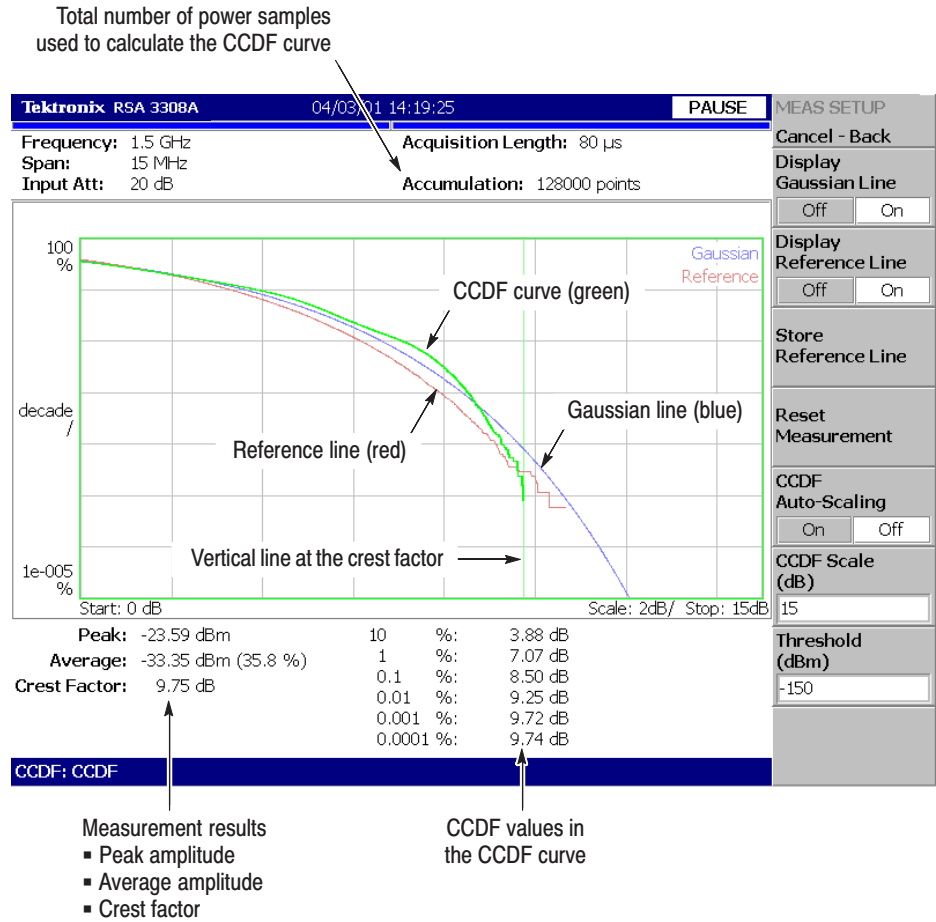 Total number of power samples
used to calculate the CCDF curve
Tektronix RSA 3308A 04/03/01 14:19:25 PAUSE
MEAS SETUP
Frequency: 1.5 GHz Acquisition Length: 80 µs
Span: 15 MHz
Input Att: 20 dB Accumulation: 128000 points
Cancel - Back
Display
Gaussian Line
Off On
Display
Reference Line
Off On
Store
Reference Line
Reset
Measurement
CCDF
Auto-Scaling
On Off
CCDF Scale
(dB)
15
Threshold
(dBm)
-150
100
%
Gaussian
Reference
CCDF curve (green)
decade
/
Gaussian line (blue)
Reference line (red)
Vertical line at the crest factor
1e-005
%
Start: 0 dB Scale: 2dB/ Stop: 15dB
Peak: -23.59 dBm
Average: -33.35 dBm (35.8 %)
Crest Factor: 9.75 dB
10 %: 3.88 dB
1 %: 7.07 dB
0.1 %: 8.50 dB
0.01 %: 9.25 dB
0.001 %: 9.72 dB
0.0001 %: 9.74 dB
CCDF: CCDF
Measurement results
▪ Peak amplitude
▪ Average amplitude
▪ Crest factor
CCDF values in
the CCDF curve